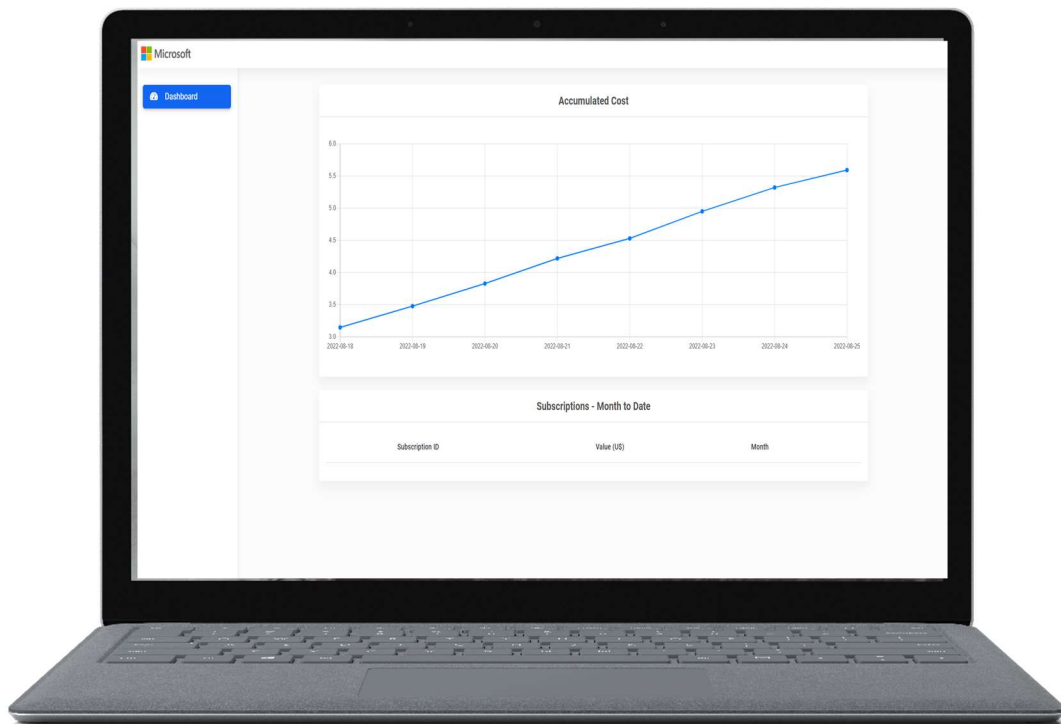 Microsoft
Dashboard
Accumulated Cost
6.0
5.5
5.0
4.5
4.0
3.5
3.0
2022-08-18 2022-08-19 2022-08-20 2022-08-21 2022-08-22 2022-08-23 2022-08-24 2022-08-25
Subscriptions - Month to Date
Subscription ID Value (U$) Month